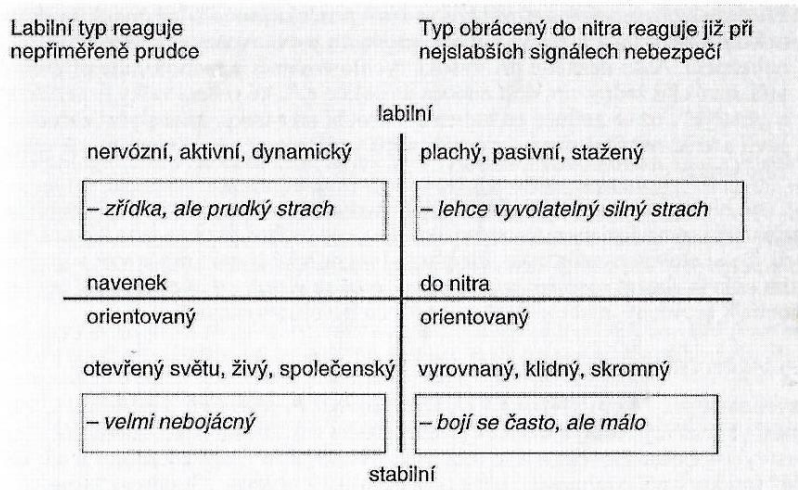 Labilní typ reaguje
nepřiměřeně prudce
Typ obrácený do nitra reaguje již při
nejslabších signálech nebezpečí
labilní
nervózní, aktivní, dynamický
plachý, pasivní, stažený
– zřídka, ale prudký strach
– lehce vyvolatelný silný strach
navenek
orientovaný
do nitra
orientovaný
otevřený světu, živý, společenský
vyrovnaný, klidný, skromný
– velmi nebojácný
– bojí se často, ale málo
stabilní